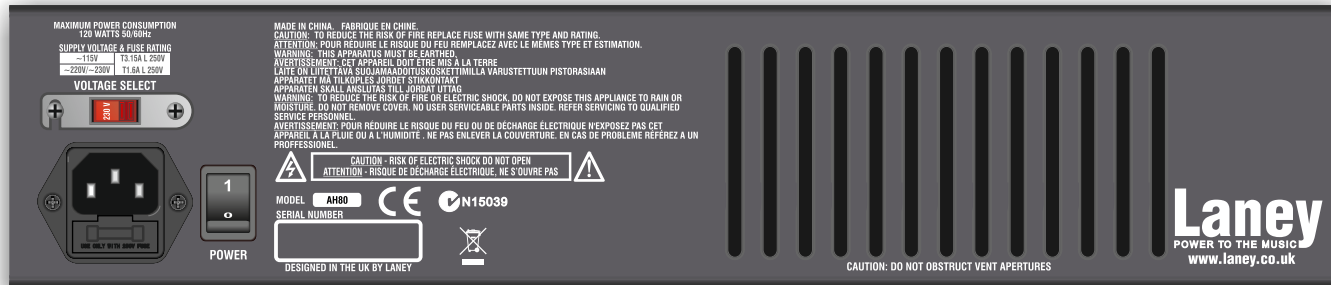 MAXIMUM POWER CONSUMPTION
120 WATTS 50/60Hz
SUPPLY VOLTAGE & FUSE RATING
~115V T3.15A L 250V
~220V/~230V T1.6A L 250V
VOLTAGE SELECT
230 V
1
O
POWER
MADE IN CHINA. FABRIQUE EN CHINE.
CAUTION: TO REDUCE THE RISK OF FIRE REPLACE FUSE WITH SAME TYPE AND RATING.
ATTENTION: POUR RÉDUIRE LE RISQUE DU FEU REMPLACEZ AVEC LE MÊMES TYPE ET ESTIMATION.
WARNING: THIS APPARATUS MUST BE EARTHED.
AVERTISSEMENT: CET APPAREIL DOIT ÊTRE MIS À LA TERRE
LAITE ON LIITETTÄVÄ SUOJAMAADOITUSKOSKETTIMILLA VARUSTETTUUN PISTORASIAAN
APPARATET MÅ TILKOPLES JORDET STIKKONTAKT
APPARATEN SKALL ANSLUTAS TILL JORDAT UTTAG
WARNING: TO REDUCE THE RISK OF FIRE OR ELECTRIC SHOCK, DO NOT EXPOSE THIS APPLIANCE TO RAIN OR
MOISTURE. DO NOT REMOVE COVER. NO USER SERVICEABLE PARTS INSIDE. REFER SERVICING TO QUALIFIED
SERVICE PERSONNEL.
AVERTISSEMENT: POUR RÉDUIRE LE RISQUE DU FEU OU DE DÉCHARGE ÉLECTRIQUE N'EXPOSEZ PAS CET
APPAREIL À LA PLUIE OU A L'HUMIDITÉ . NE PAS ENLEVER LA COUVERTURE. EN CAS DE PROBLEME RÉFÉREZ A UN
PROFFESSIONEL.
CAUTION - RISK OF ELECTRIC SHOCK DO NOT OPEN
ATTENTION - RISQUE DE DÉCHARGE ÉLECTRIQUE, NE S'OUVRE PAS
MODEL AH80 CE N15039
SERIAL NUMBER
DESIGNED IN THE UK BY LANEY
CAUTION: DO NOT OBSTRUCT VENT APERTURES
Laney
POWER TO THE MUSIC
www.laney.co.uk